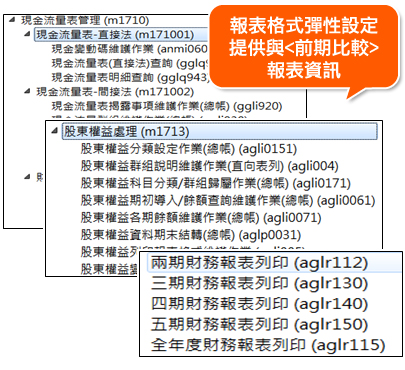 現金流量表管理 (m1710)
報表格式彈性設定
提供與<前期比較>
報表資訊
現金流量表-直接法 (m171001)
現金變動碼維護作業 (anmi060
現金流量表(直接法)查詢 (gglq9
現金流量表明細查詢 (gglq943
現金流量表-間接法 (m171002)
現金流量表揭露事項維護作業(總帳) (ggli920)
股東權益處理 (m1713)
股東權益分類設定作業(總帳) (agli0151)
股東權益群組說明維護作業(直向表列) (agli004)
股東權益科目分類/群組歸屬作業(總帳) (agli0171)
股東權益期初導入/餘額查詢維護作業(總帳) (agli0061)
股東權益各期餘額維護作業(總帳) (agli0071)
股東權益資料期末結轉(總帳) (aglp0031)
股東權益
股東權益
兩期財務報表列印 (aglr112)
三期財務報表列印 (aglr130)
四期財務報表列印 (aglr140)
五期財務報表列印 (aglr150)
全年度財務報表列印 (aglr115)